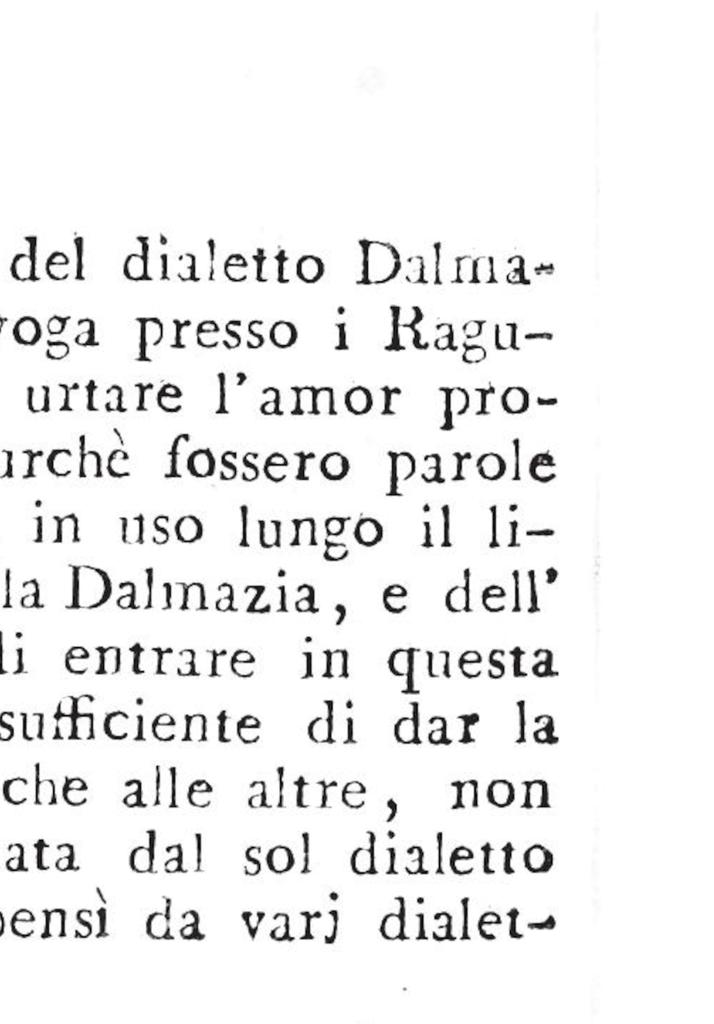 del dialetto Dalma-
oga presso i Ragu-
urtare l'amor pro-
urchè fossero parole
in uso lungo il li-
la Dalmazia, e dell'
li entrare in questa
sufficiente di dar la
che alle altre, non
ata dal sol dialetto
ensì da varj dialet-